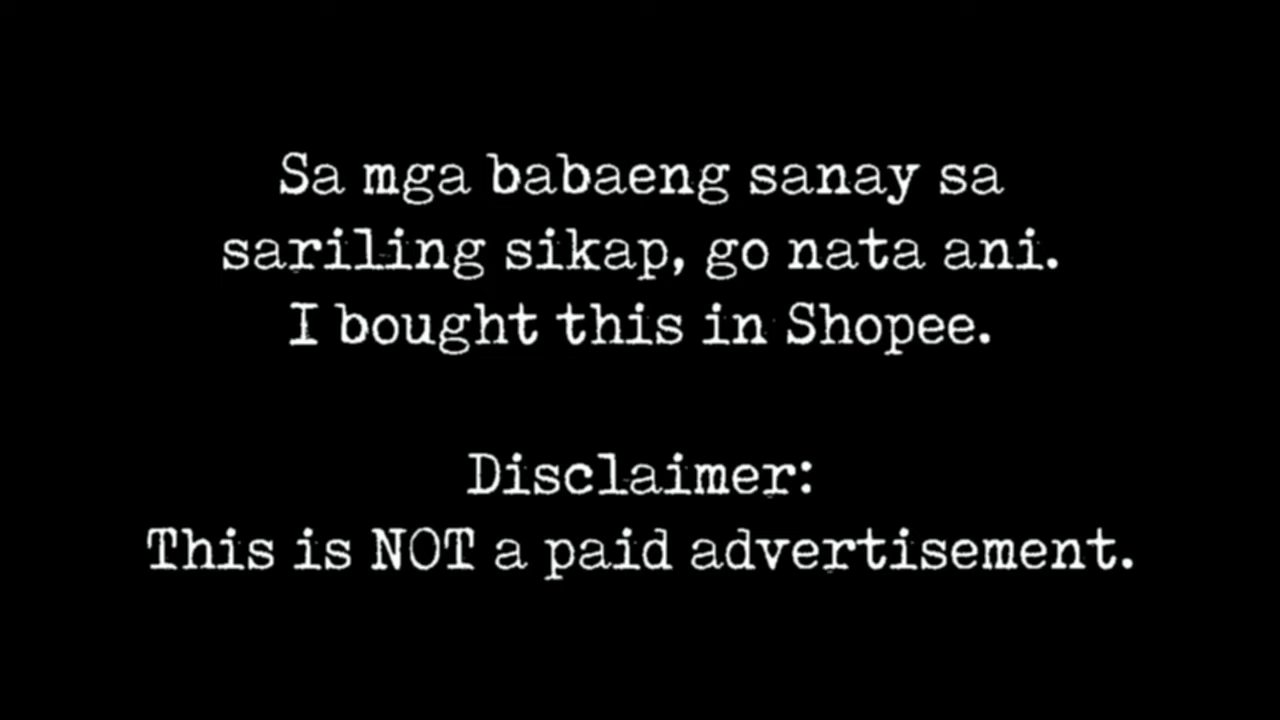 Sa mga babaeng sanay sa
sariling sikap, go nata ani.
I bought this in Shopee.
Disclaimer:
This is NOT a paid advertisement.